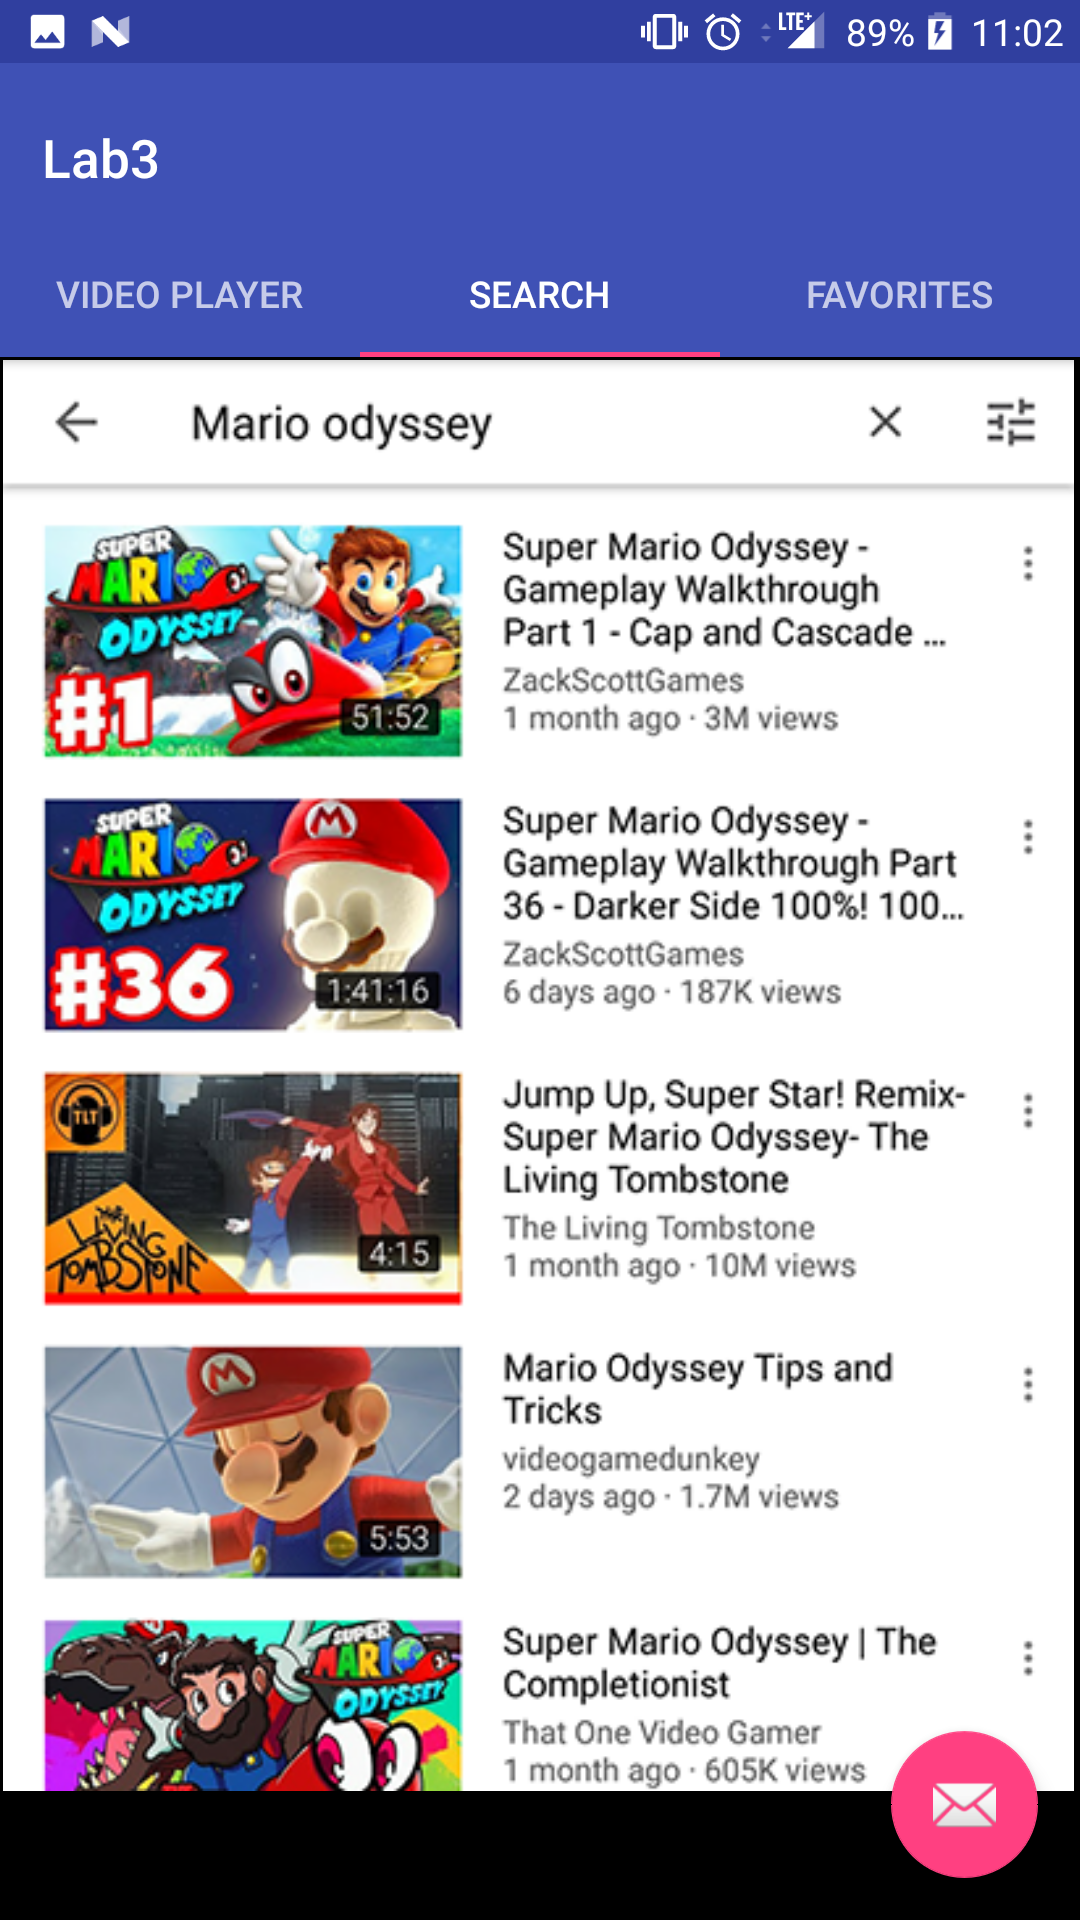 LTE+ 89% 11:02
Lab3
VIDEO PLAYER SEARCH FAVORITES
Mario odyssey
SUPER MARIO ODYSSEY
#1
51:52
Super Mario Odyssey -
Gameplay Walkthrough
Part 1 - Cap and Cascade ...
ZackScottGames
1 month ago · 3M views
SUPER MARIO ODYSSEY
#36
M
1:41:16
Super Mario Odyssey -
Gameplay Walkthrough Part
36 - Darker Side 100%! 100...
ZackScottGames
6 days ago · 187K views
TLT
THE LIVING TOMBSTONE
4:15
Jump Up, Super Star! Remix-
Super Mario Odyssey- The
Living Tombstone
The Living Tombstone
1 month ago · 10M views
M
5:53
Mario Odyssey Tips and
Tricks
videogamedunkey
2 days ago · 1.7M views
SUPER MARIO ODYSSEY
Super Mario Odyssey | The
Completionist
That One Video Gamer
1 month ago · 605K views